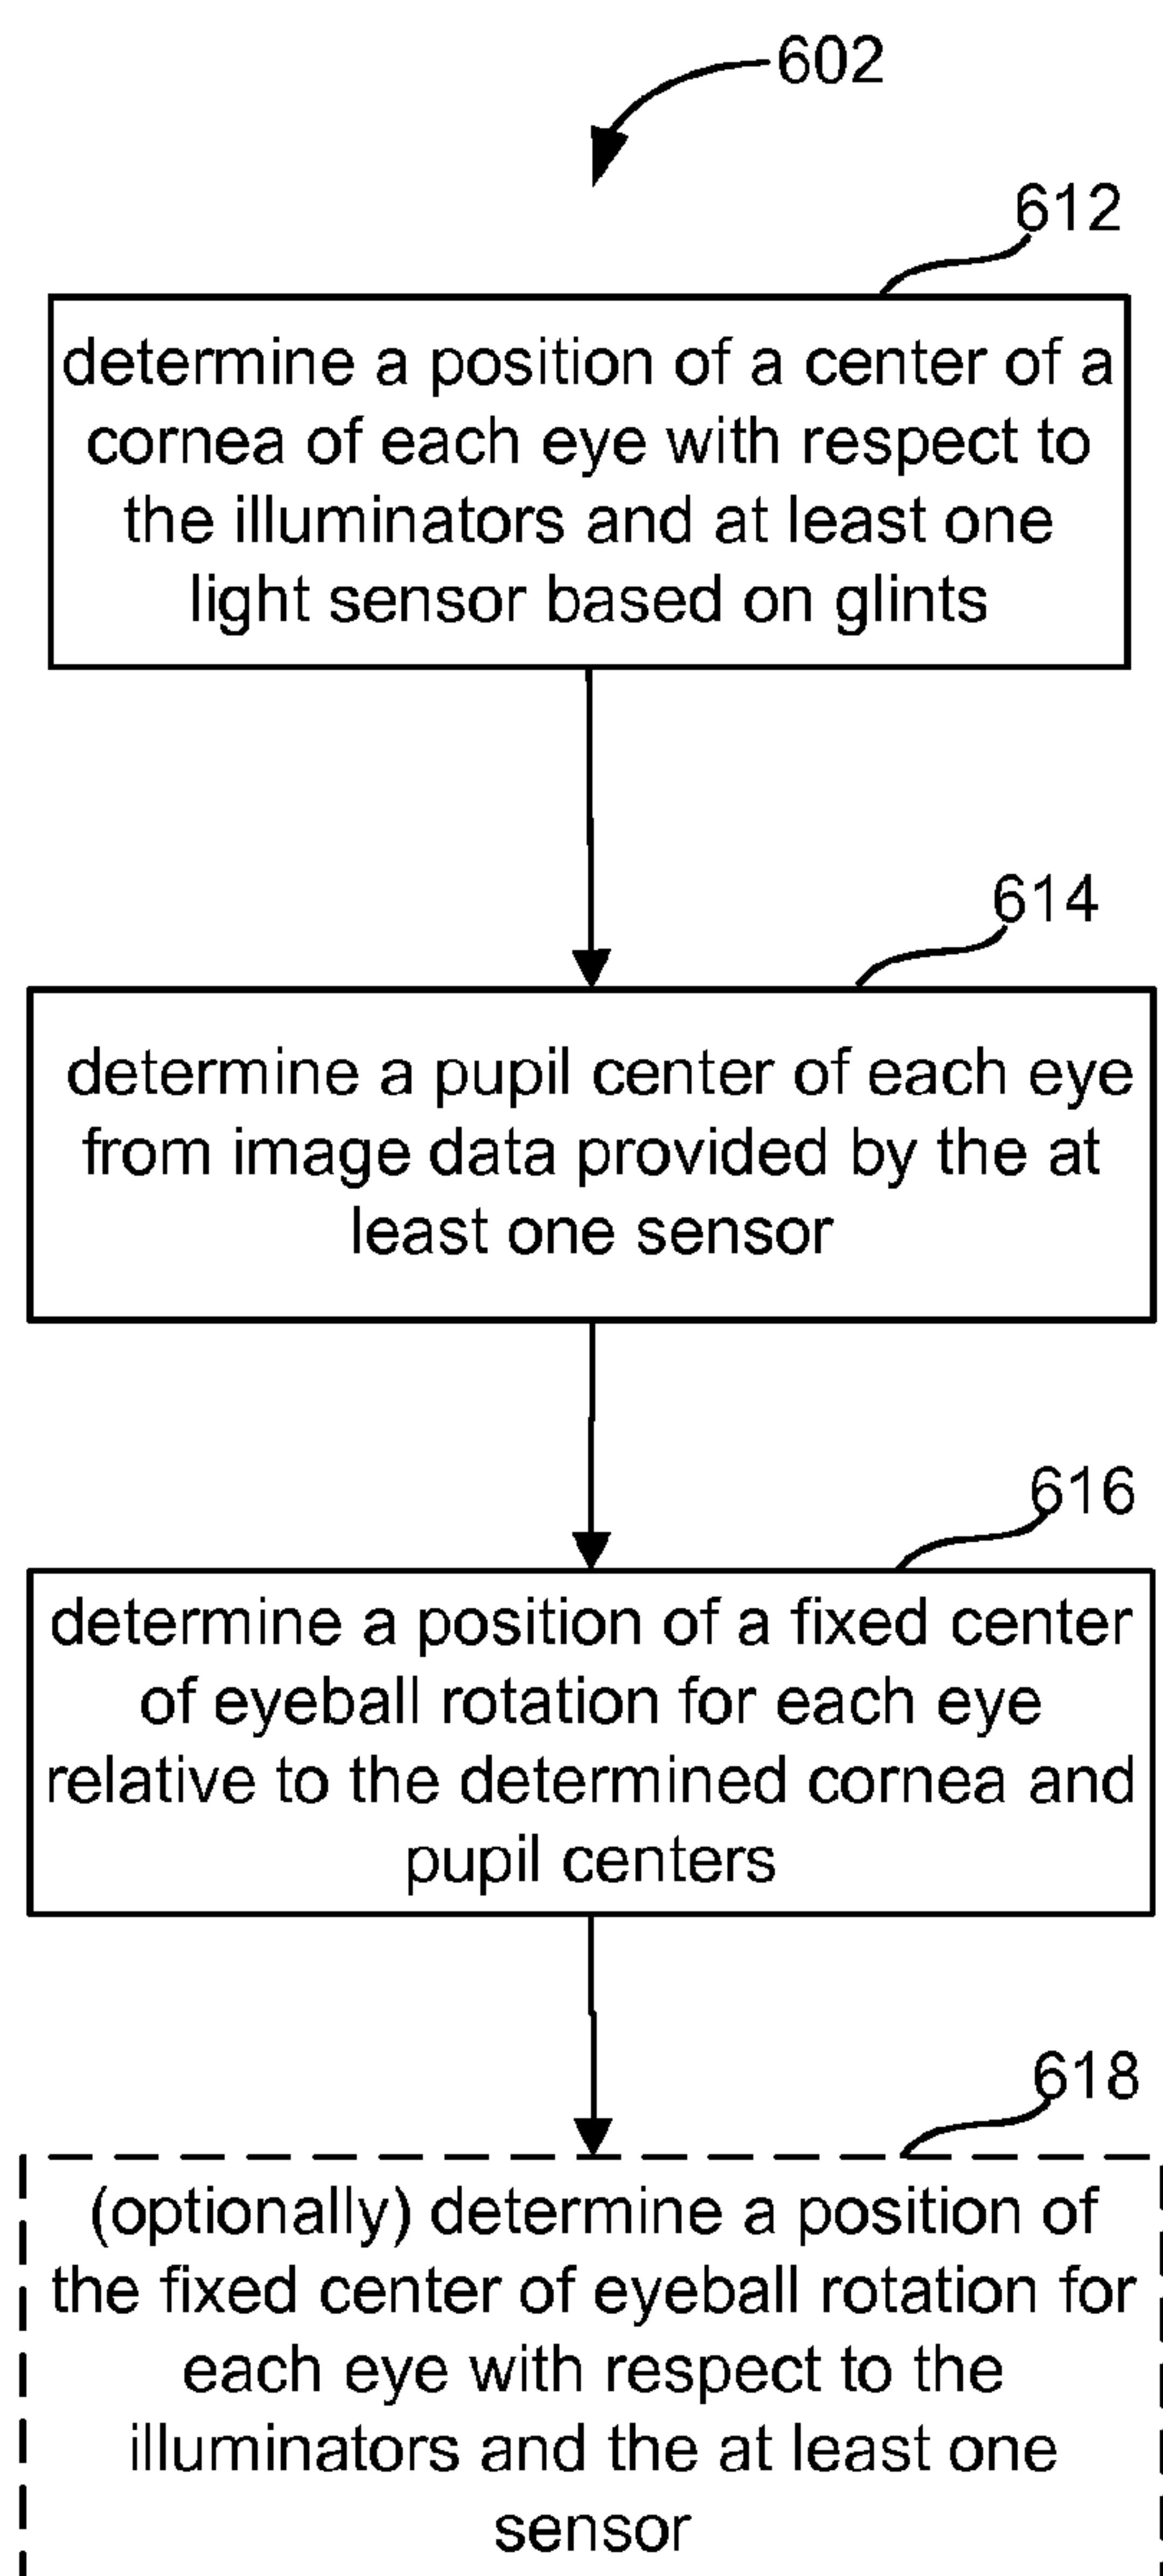 602
612
determine a position of a center of a
cornea of each eye with respect to
the illuminators and at least one
light sensor based on glints
614
determine a pupil center of each eye
from image data provided by the at
least one sensor
616
determine a position of a fixed center
of eyeball rotation for each eye
relative to the determined cornea and
pupil centers
618
(optionally) determine a position of
the fixed center of eyeball rotation for
each eye with respect to the
illuminators and the at least one
sensor